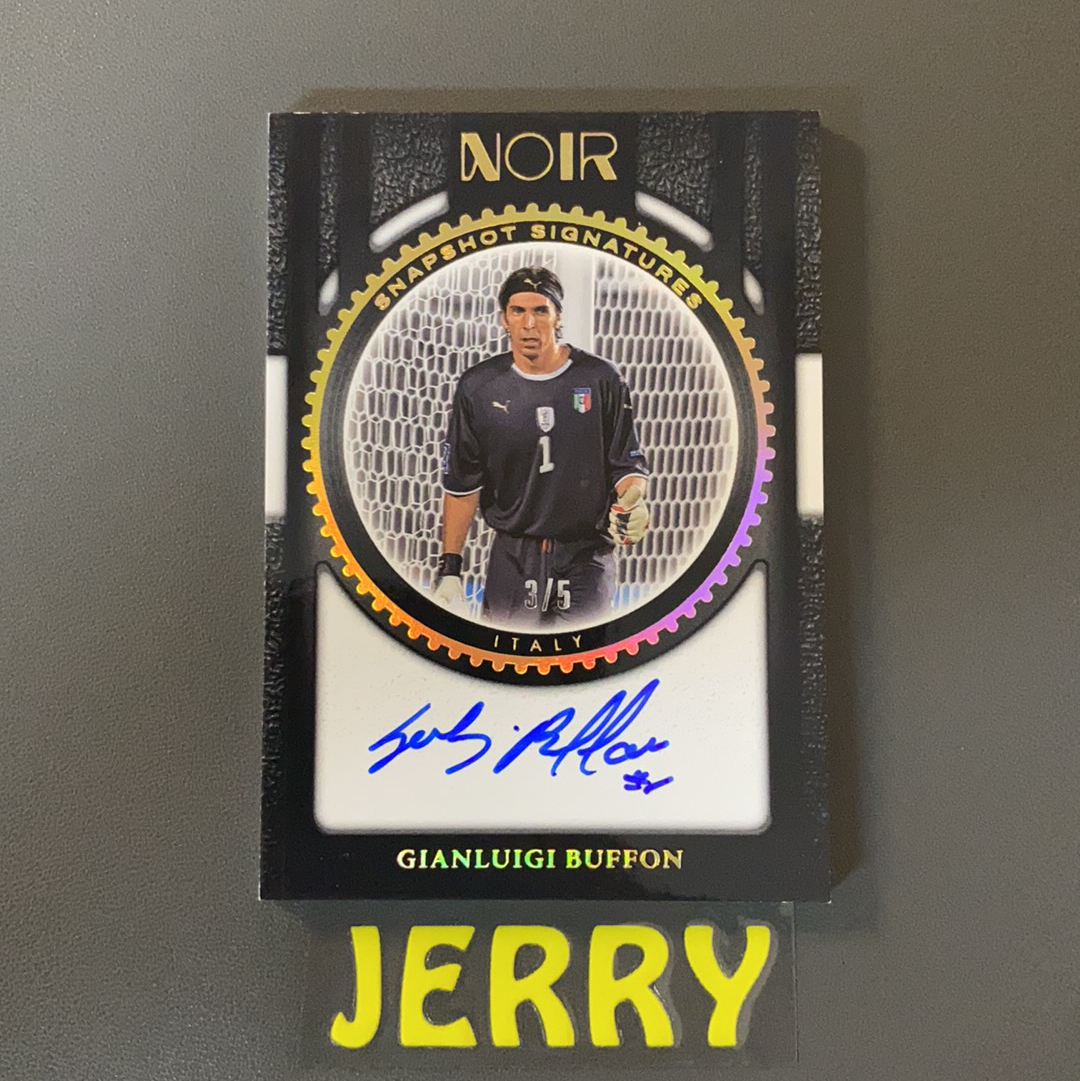 NOIR
SNAPSHOT SIGNATURES
1
3/5
ITALY
GIANLUIGI BUFFON
JERRY